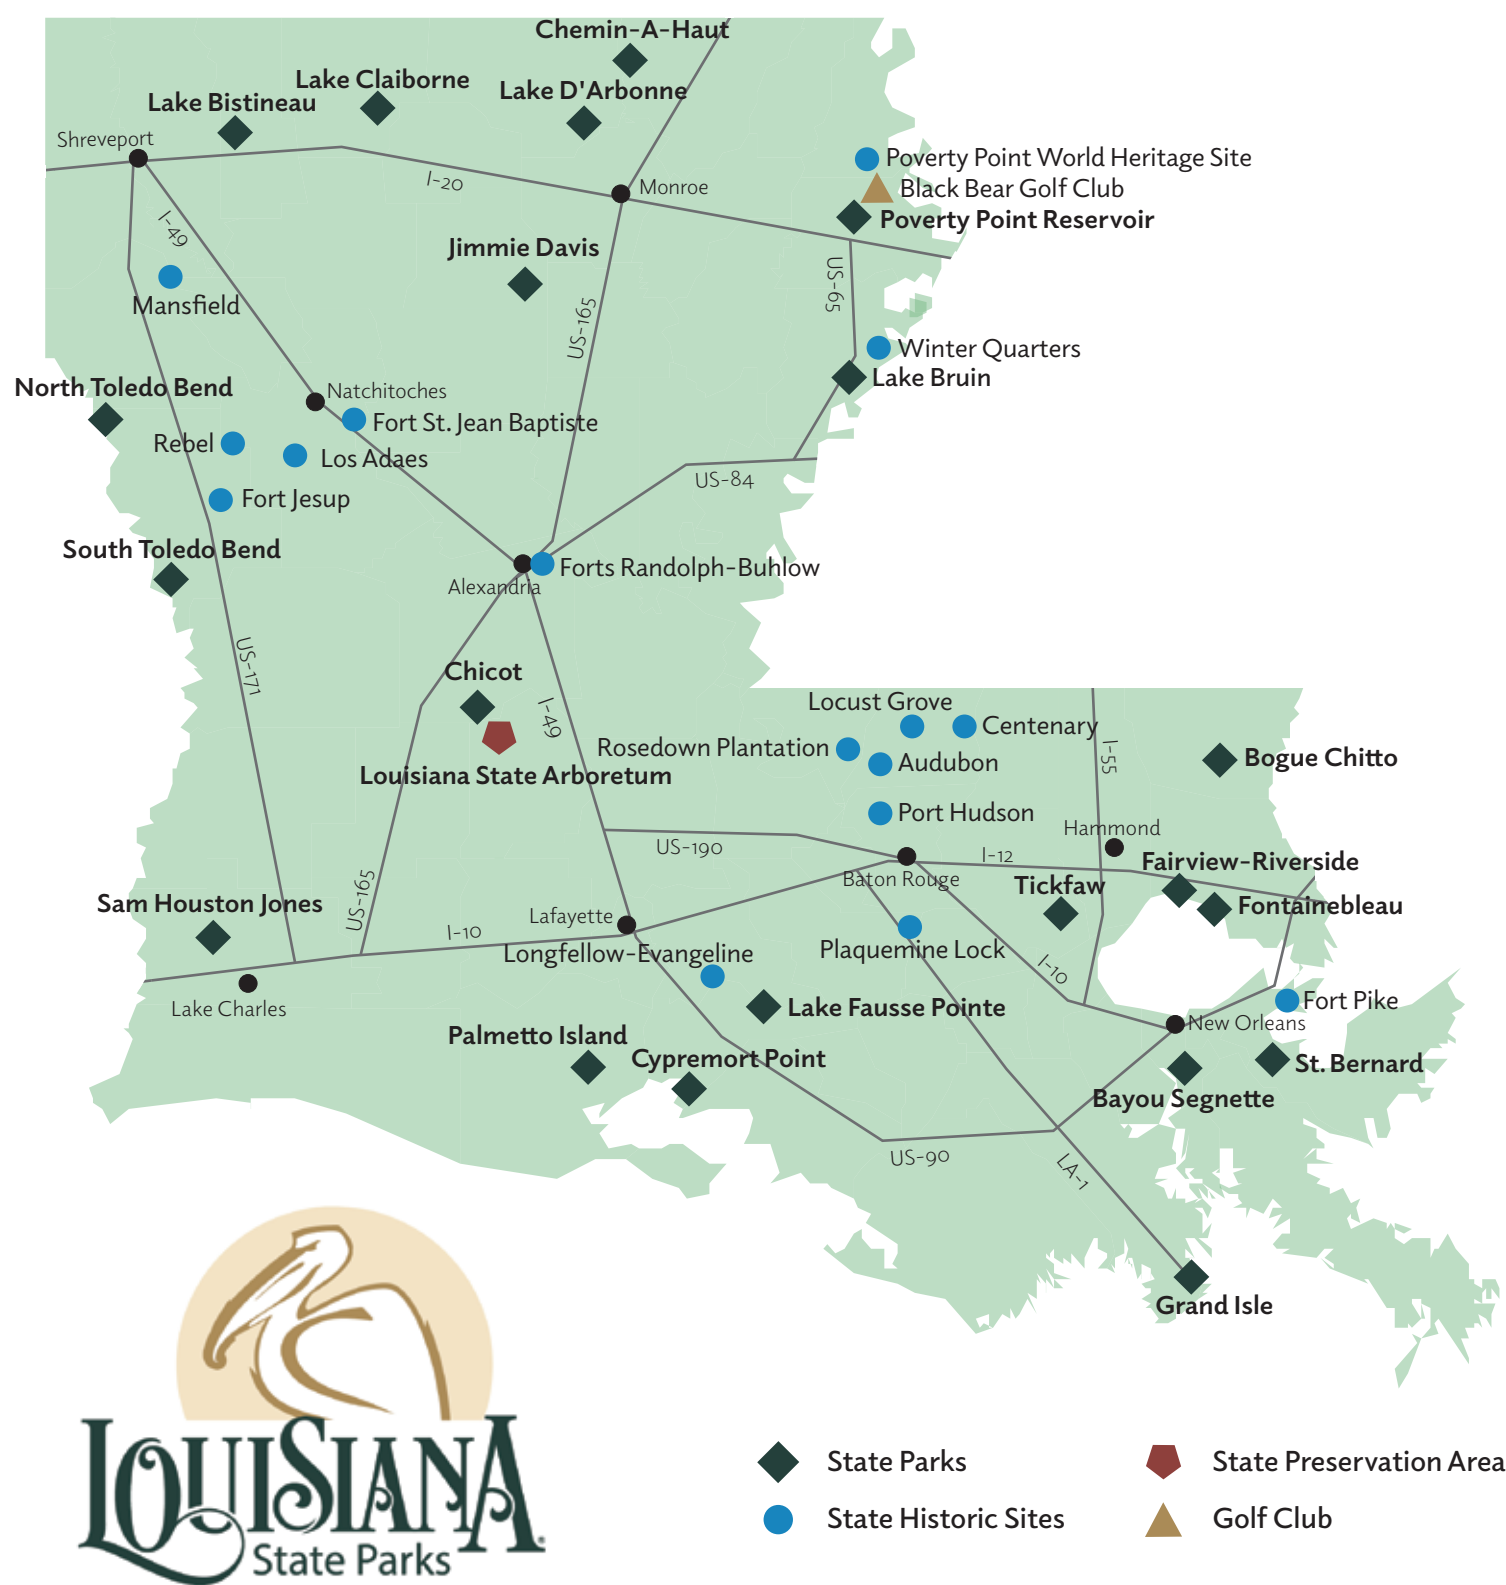 Chemin-A-Haut
Lake Claiborne
Lake D'Arbonne
Lake Bistineau
Shreveport
Poverty Point World Heritage Site
I-20
Monroe
Black Bear Golf Club
Poverty Point Reservoir
I-49
Jimmie Davis
US-65
Mansfield
US-165
Winter Quarters
Lake Bruin
North Toledo Bend
Natchitoches
Fort St. Jean Baptiste
Rebel
Los Adaes
US-84
Fort Jesup
South Toledo Bend
Forts Randolph-Buhlow
Alexandria
US-171
Chicot
I-49
Locust Grove
Centenary
Rosedown Plantation
Audubon
I-55
Bogue Chitto
Louisiana State Arboretum
Port Hudson
Hammond
US-190
I-12
Fairview-Riverside
Baton Rouge
Tickfaw
US-165
Sam Houston Jones
Fontainebleau
Lafayette
I-10
Longfellow-Evangeline
Plaquemine Lock
I-10
Lake Charles
Lake Fausse Pointe
Fort Pike
New Orleans
Palmetto Island
Cypremort Point
St. Bernard
Bayou Segnette
US-90
LA-1
Grand Isle
LOUISIANA
State Parks
State Parks
State Preservation Area
State Historic Sites
Golf Club